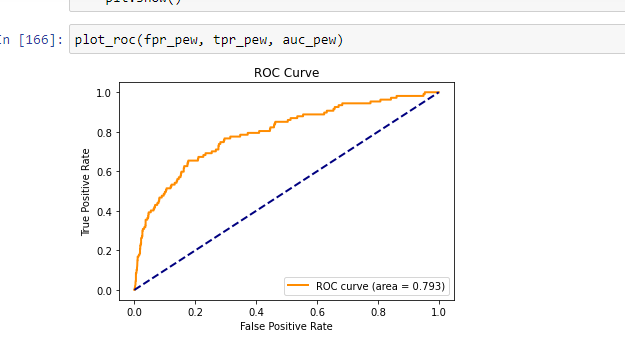 plt.show()
n [166]: plot_roc(fpr_pew, tpr_pew, auc_pew)
ROC Curve
1.0
0.8
0.6
0.4
0.2
0.0
True Positive Rate
ROC curve (area = 0.793)
0.0 0.2 0.4 0.6 0.8 1.0
False Positive Rate